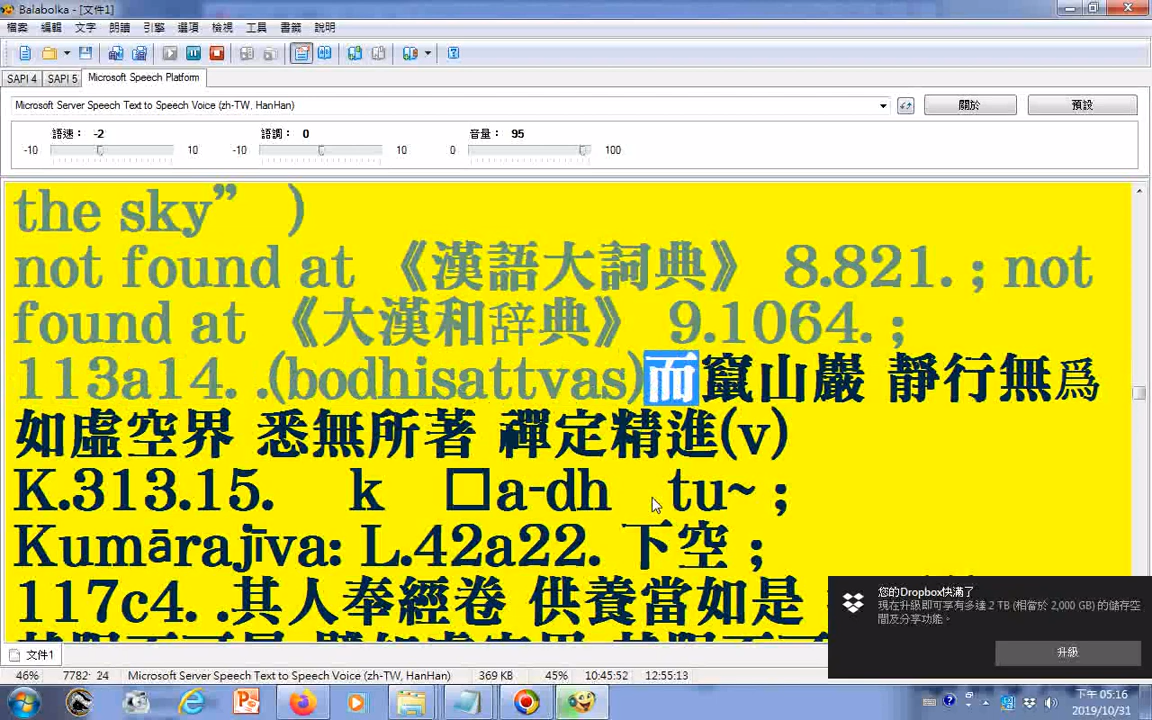 Balabolka - [文件1]
檔案 編輯 文字 朗讀 引擎 選項 檢視 工具 書籤 說明
SAPI 4 SAPI 5 Microsoft Speech Platform
Microsoft Server Speech Text to Speech Voice (zh-TW, HanHan)
關於 預設
語速： -2 語調： 0 音量： 95
-10 10 -10 10 0 100
the sky” )
not found at 《漢語大詞典》 8.821. ; not
found at 《大漢和辞典》 9.1064. ;
113a14. .(bodhisattvas)而竄山巖 靜行無爲
如虛空界 悉無所著 禪定精進(v)
K.313.15. k □a-dh tu~ ;
Kumārajīva: L.42a22. 下空 ;
117c4. .其人奉經卷 供養當如是
您的Dropbox快滿了
現在升級即可享有多達 2 TB (相當於 2,000 GB) 的儲存空
間及分享功能。
升級
文件1
46% 7782: 24 Microsoft Server Speech Text to Speech Voice (zh-TW, HanHan) 369 KB 45% 10:45:52 12:55:13
下午 05:16
2019/10/31